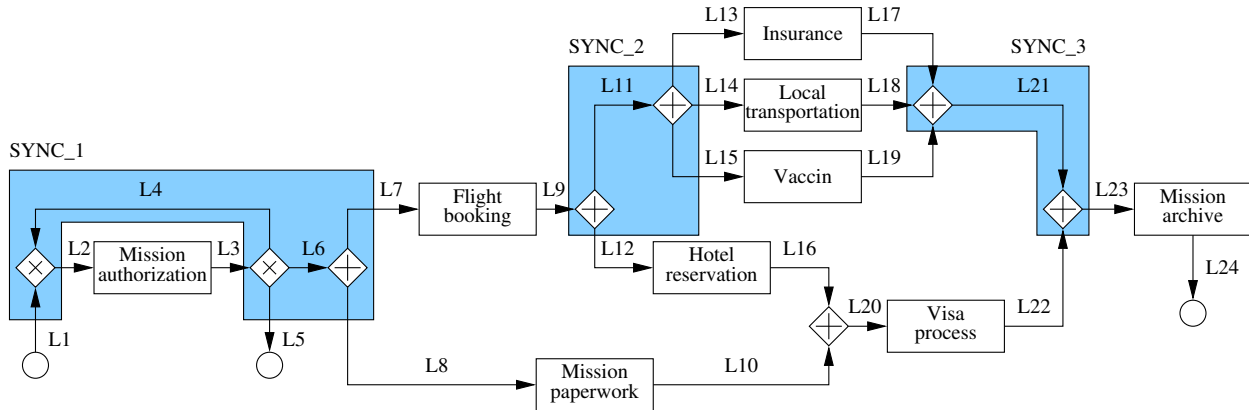 L13
L17
Insurance
SYNC_2
SYNC_3
L11
L14
Local
transportation
L18
L21
SYNC_1
L15
Vaccin
L19
L4
L7
Flight
booking
L9
L23
Mission
archive
L2
Mission
authorization
L3
L6
L12
Hotel
reservation
L16
L24
L1
L5
L20
Visa
process
L22
L8
Mission
paperwork
L10